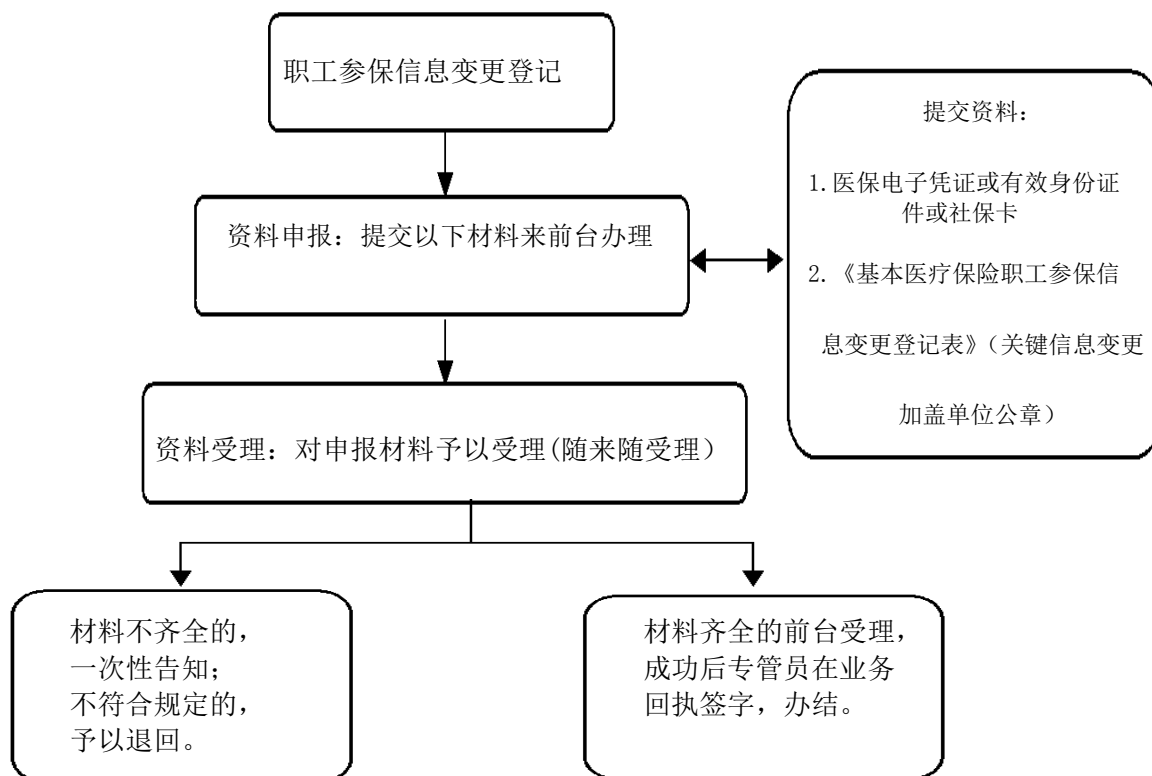 职工参保信息变更登记
提交资料：
1.医保电子凭证或有效身份证
件或社保卡
2.《基本医疗保险职工参保信
息变更登记表》（关键信息变更
加盖单位公章）
资料申报：提交以下材料来前台办理
资料受理：对申报材料予以受理(随来随受理）
材料不齐全的，
一次性告知；
不符合规定的，
予以退回。
材料齐全的前台受理，
成功后专管员在业务
回执签字，办结。